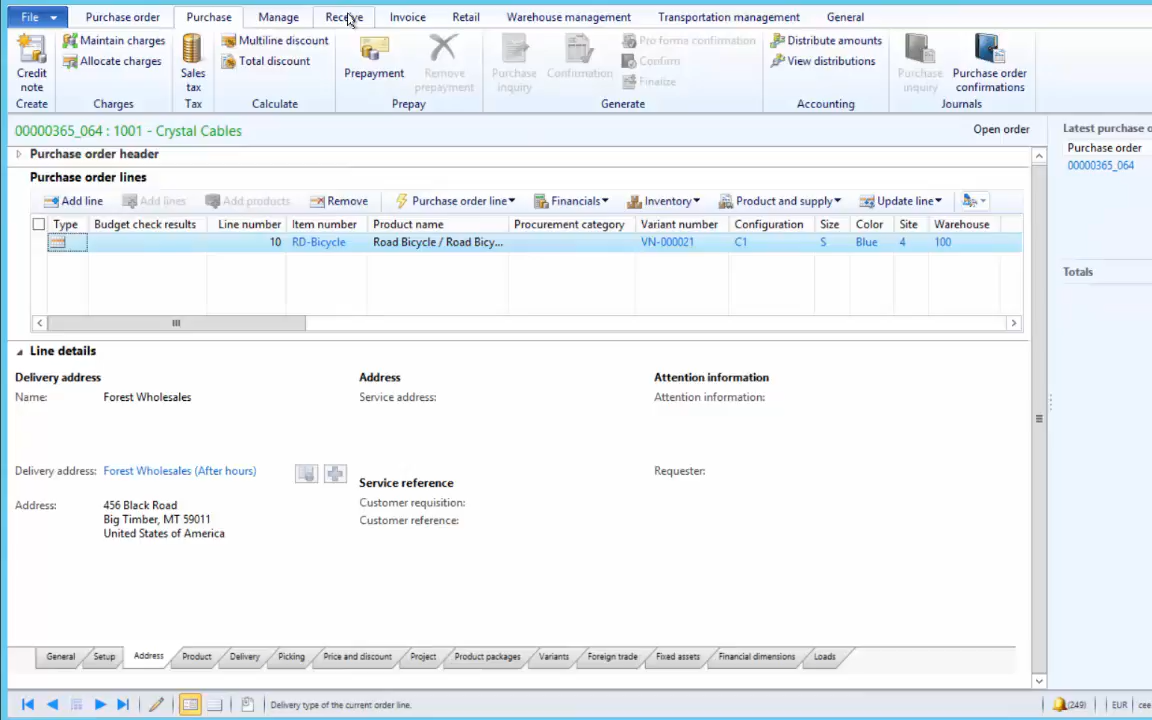 File Purchase order Purchase Manage Receive Invoice Retail Warehouse management Transportation management General
Credit note
Create
Maintain charges
Allocate charges
Charges
Sales tax
Tax
Multiline discount
Total discount
Calculate
Prepayment
Remove prepayment
Prepay
Purchase inquiry
Confirmation
Pro forma confirmation
Confirm
Finalize
Generate
Distribute amounts
View distributions
Accounting
Purchase inquiry
Purchase order confirmations
Journals
00000365_064 : 1001 - Crystal Cables
Open order
Latest purchase o
Purchase order
00000365_064
Totals
Purchase order header
Purchase order lines
Add line Add lines Add products Remove Purchase order line Financials Inventory Product and supply Update line
Type Budget check results Line number Item number Product name Procurement category Variant number Configuration Size Color Site Warehouse
10 RD-Bicycle Road Bicycle / Road Bicy... VN-000021 C1 S Blue 4 100
Line details
Delivery address
Name: Forest Wholesales
Delivery address: Forest Wholesales (After hours)
Address: 456 Black Road
Big Timber, MT 59011
United States of America
Address
Service address:
Service reference
Customer requisition:
Customer reference:
Attention information
Attention information:
Requester:
General Setup Address Product Delivery Picking Price and discount Project Product packages Variants Foreign trade Fixed assets Financial dimensions Loads
Delivery type of the current order line.
(249) EUR cee